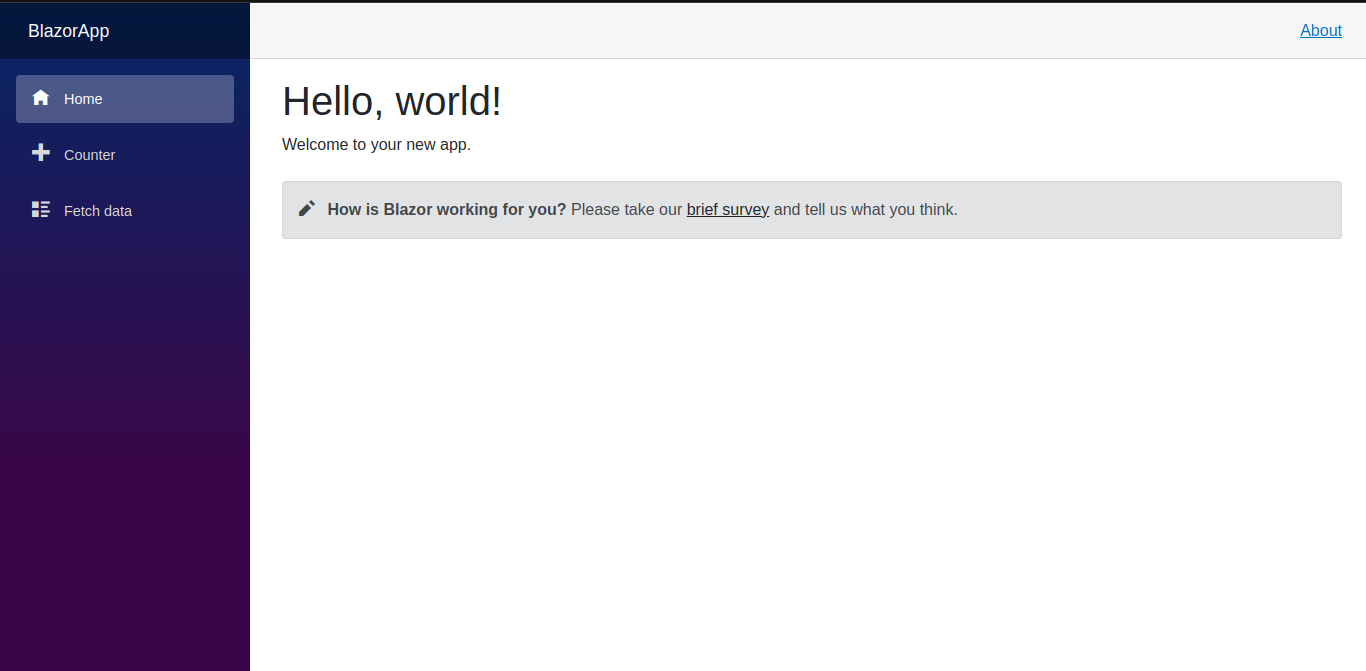 BlazorApp
About
Home
Counter
Fetch data
Hello, world!
Welcome to your new app.
How is Blazor working for you? Please take our brief survey and tell us what you think.